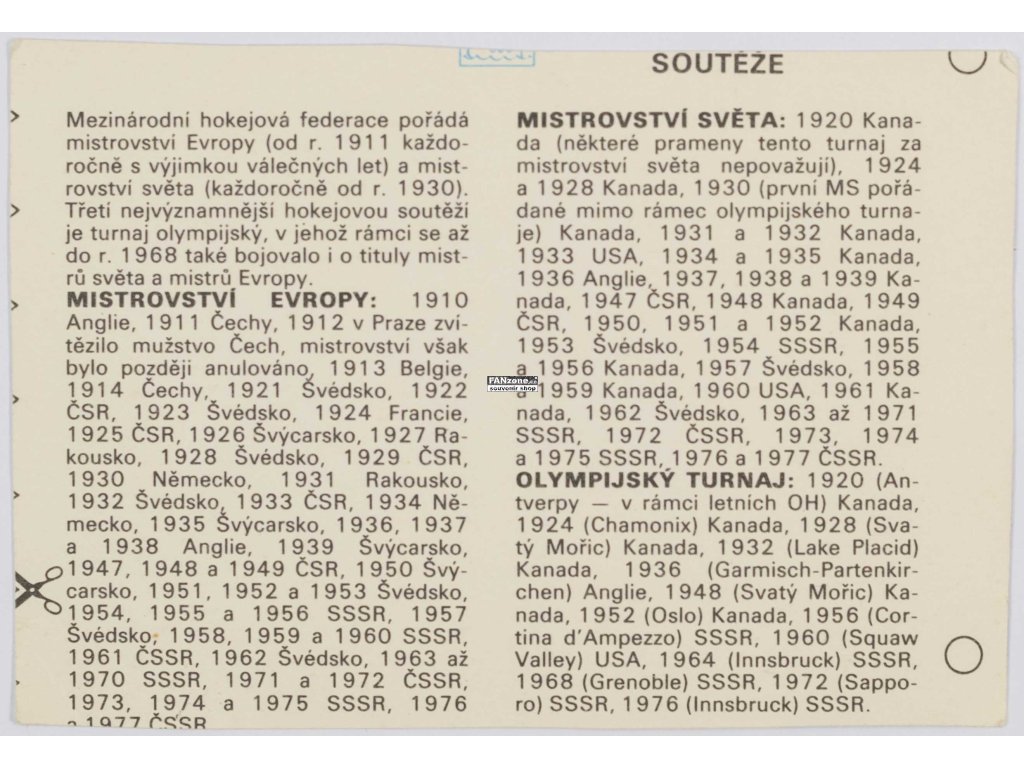 SOUTĚŽE
Mezinárodní hokejová federace pořádá
mistrovství Evropy (od r. 1911 každo-
ročně s výjimkou válečných let) a mist-
rovství světa (každoročně od r. 1930).
Třetí nejvýznamnější hokejovou soutěží
je turnaj olympijský, v jehož rámci se až
do r. 1968 také bojovalo i o tituly mist-
rů světa a mistrů Evropy.
MISTROVSTVÍ EVROPY: 1910
Anglie, 1911 Čechy, 1912 v Praze zví-
tězilo mužstvo Čech, mistrovství však
bylo později anulováno, 1913 Belgie,
1914 Čechy, 1921 Švédsko, 1922
ČSR, 1923 Švédsko, 1924 Francie,
1925 ČSR, 1926 Švýcarsko, 1927 Ra-
kousko, 1928 Švédsko, 1929 ČSR,
1930 Německo, 1931 Rakousko,
1932 Švédsko, 1933 ČSR, 1934 Ně-
mecko, 1935 Švýcarsko, 1936, 1937
a 1938 Anglie, 1939 Švýcarsko,
1947, 1948 a 1949 ČSR, 1950 Švý-
carsko, 1951, 1952 a 1953 Švédsko,
1954, 1955 a 1956 SSSR, 1957
Švédsko, 1958, 1959 a 1960 SSSR,
1961 ČSSR, 1962 Švédsko, 1963 až
1970 SSSR, 1971 a 1972 ČSSR,
1973, 1974 a 1975 SSSR, 1976
a 1977 ČSSR
MISTROVSTVÍ SVĚTA: 1920 Kana-
da (některé prameny tento turnaj za
mistrovství světa nepovažují), 1924
a 1928 Kanada, 1930 (první MS pořá-
dané mimo rámec olympijského turna-
je) Kanada, 1931 a 1932 Kanada,
1933 USA, 1934 a 1935 Kanada,
1936 Anglie, 1937, 1938 a 1939 Ka-
nada, 1947 ČSR, 1948 Kanada, 1949
ČSR, 1950, 1951 a 1952 Kanada,
1953 Švédsko, 1954 SSSR, 1955
a 1956 Kanada, 1957 Švédsko, 1958
a 1959 Kanada, 1960 USA, 1961 Ka-
nada, 1962 Švédsko, 1963 až 1971
SSSR, 1972 ČSSR, 1973, 1974
a 1975 SSSR, 1976 a 1977 ČSSR.
OLYMPIJSKÝ TURNAJ: 1920 (An-
tverpy — v rámci letních OH) Kanada,
1924 (Chamonix) Kanada, 1928 (Sva-
tý Mořic) Kanada, 1932 (Lake Placid)
Kanada, 1936 (Garmisch-Partenkir-
chen) Anglie, 1948 (Svatý Mořic) Ka-
nada, 1952 (Oslo) Kanada, 1956 (Cor-
tina d'Ampezzo) SSSR, 1960 (Squaw
Valley) USA, 1964 (Innsbruck) SSSR,
1968 (Grenoble) SSSR, 1972 (Sappo-
ro) SSSR, 1976 (Innsbruck) SSSR.
FANzone.cz
souvenir shop